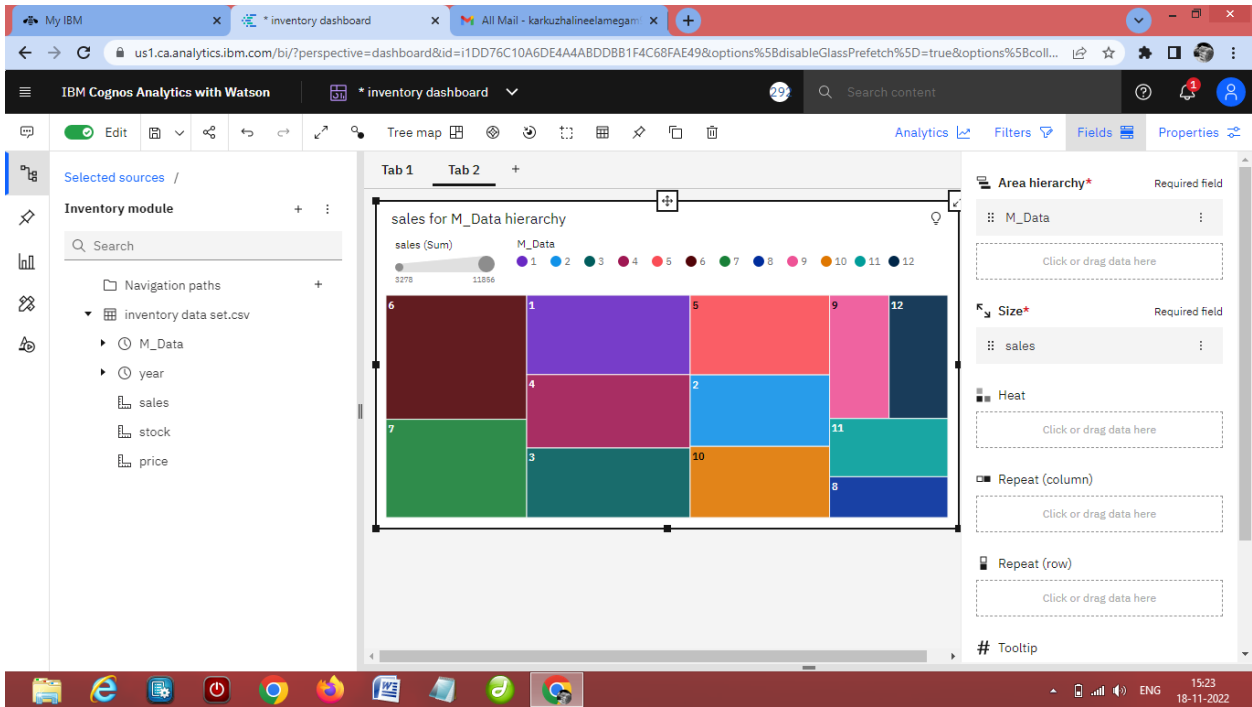 My IBM
* inventory dashboard
All Mail - karkuzhalineelamegam
us1.ca.analytics.ibm.com/bi/?perspective=dashboard&id=i1DD76C10A6DE4A4ABDDBB1F4C68FAE49&options%5BdisableGlassPrefetch%5D=true&options%5Bcoll...
IBM Cognos Analytics with Watson
* inventory dashboard
292
Search content
1
Edit
Tree map
Analytics
Filters
Fields
Properties
Selected sources /
Inventory module
Search
Navigation paths
inventory data set.csv
M_Data
year
sales
stock
price
Tab 1 Tab 2 +
sales for M_Data hierarchy
sales (Sum)
3278 11856
M_Data
1 2 3 4 5 6 7 8 9 10 11 12
6 1 5 9 12
4 2
7 11
3 10
8
Area hierarchy* Required field
M_Data
Click or drag data here
Size* Required field
sales
Heat
Click or drag data here
Repeat (column)
Click or drag data here
Repeat (row)
Click or drag data here
# Tooltip
ENG
15:23
18-11-2022